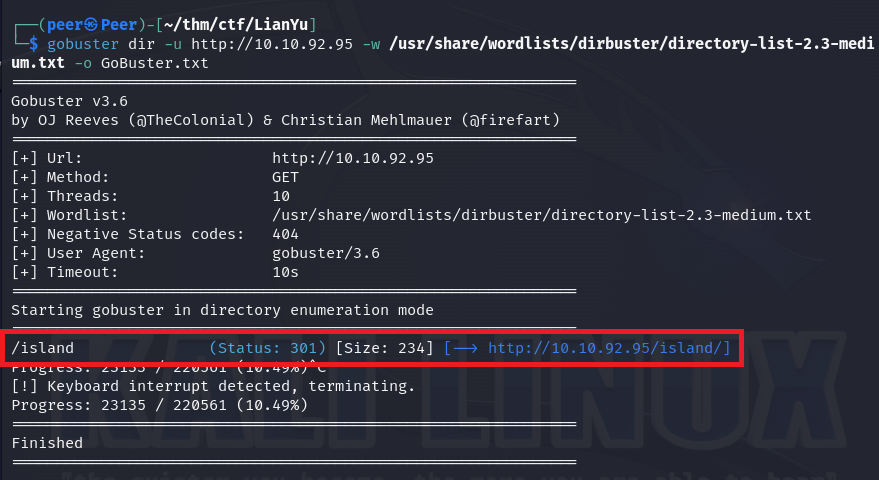 ┌──(peer㉿Peer)-[~/thm/ctf/LianYu]
└─$ gobuster dir -u http://10.10.92.95 -w /usr/share/wordlists/dirbuster/directory-list-2.3-medi
um.txt -o GoBuster.txt
===============================================================
Gobuster v3.6
by OJ Reeves (@TheColonial) & Christian Mehlmauer (@firefart)
===============================================================
[+] Url:                     http://10.10.92.95
[+] Method:                  GET
[+] Threads:                 10
[+] Wordlist:                /usr/share/wordlists/dirbuster/directory-list-2.3-medium.txt
[+] Negative Status codes:   404
[+] User Agent:              gobuster/3.6
[+] Timeout:                 10s
===============================================================
Starting gobuster in directory enumeration mode
===============================================================
/island               (Status: 301) [Size: 234] [--> http://10.10.92.95/island/]
Progress: 23135 / 220561 (10.49%)^C
[!] Keyboard interrupt detected, terminating.
Progress: 23135 / 220561 (10.49%)
===============================================================
Finished
===============================================================
KALI LINUX